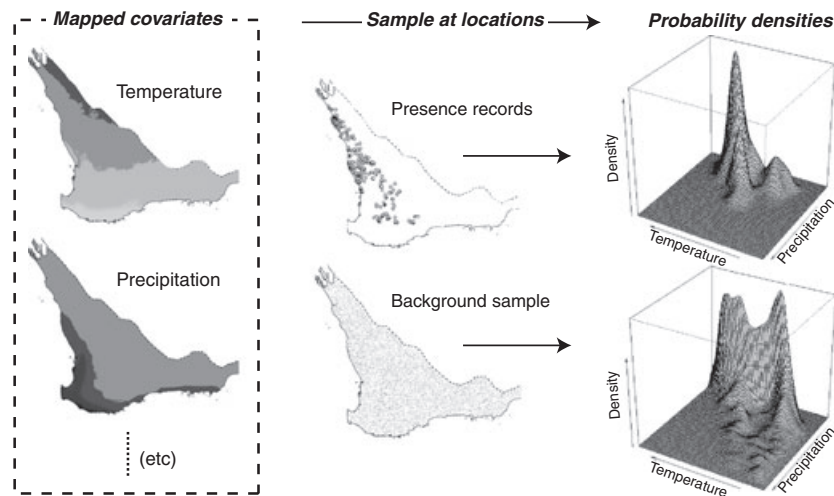 Mapped covariates
Sample at locations
Probability densities
Temperature
Presence records
Density
Temperature
Precipitation
Precipitation
Background sample
Density
Temperature
Precipitation
(etc)